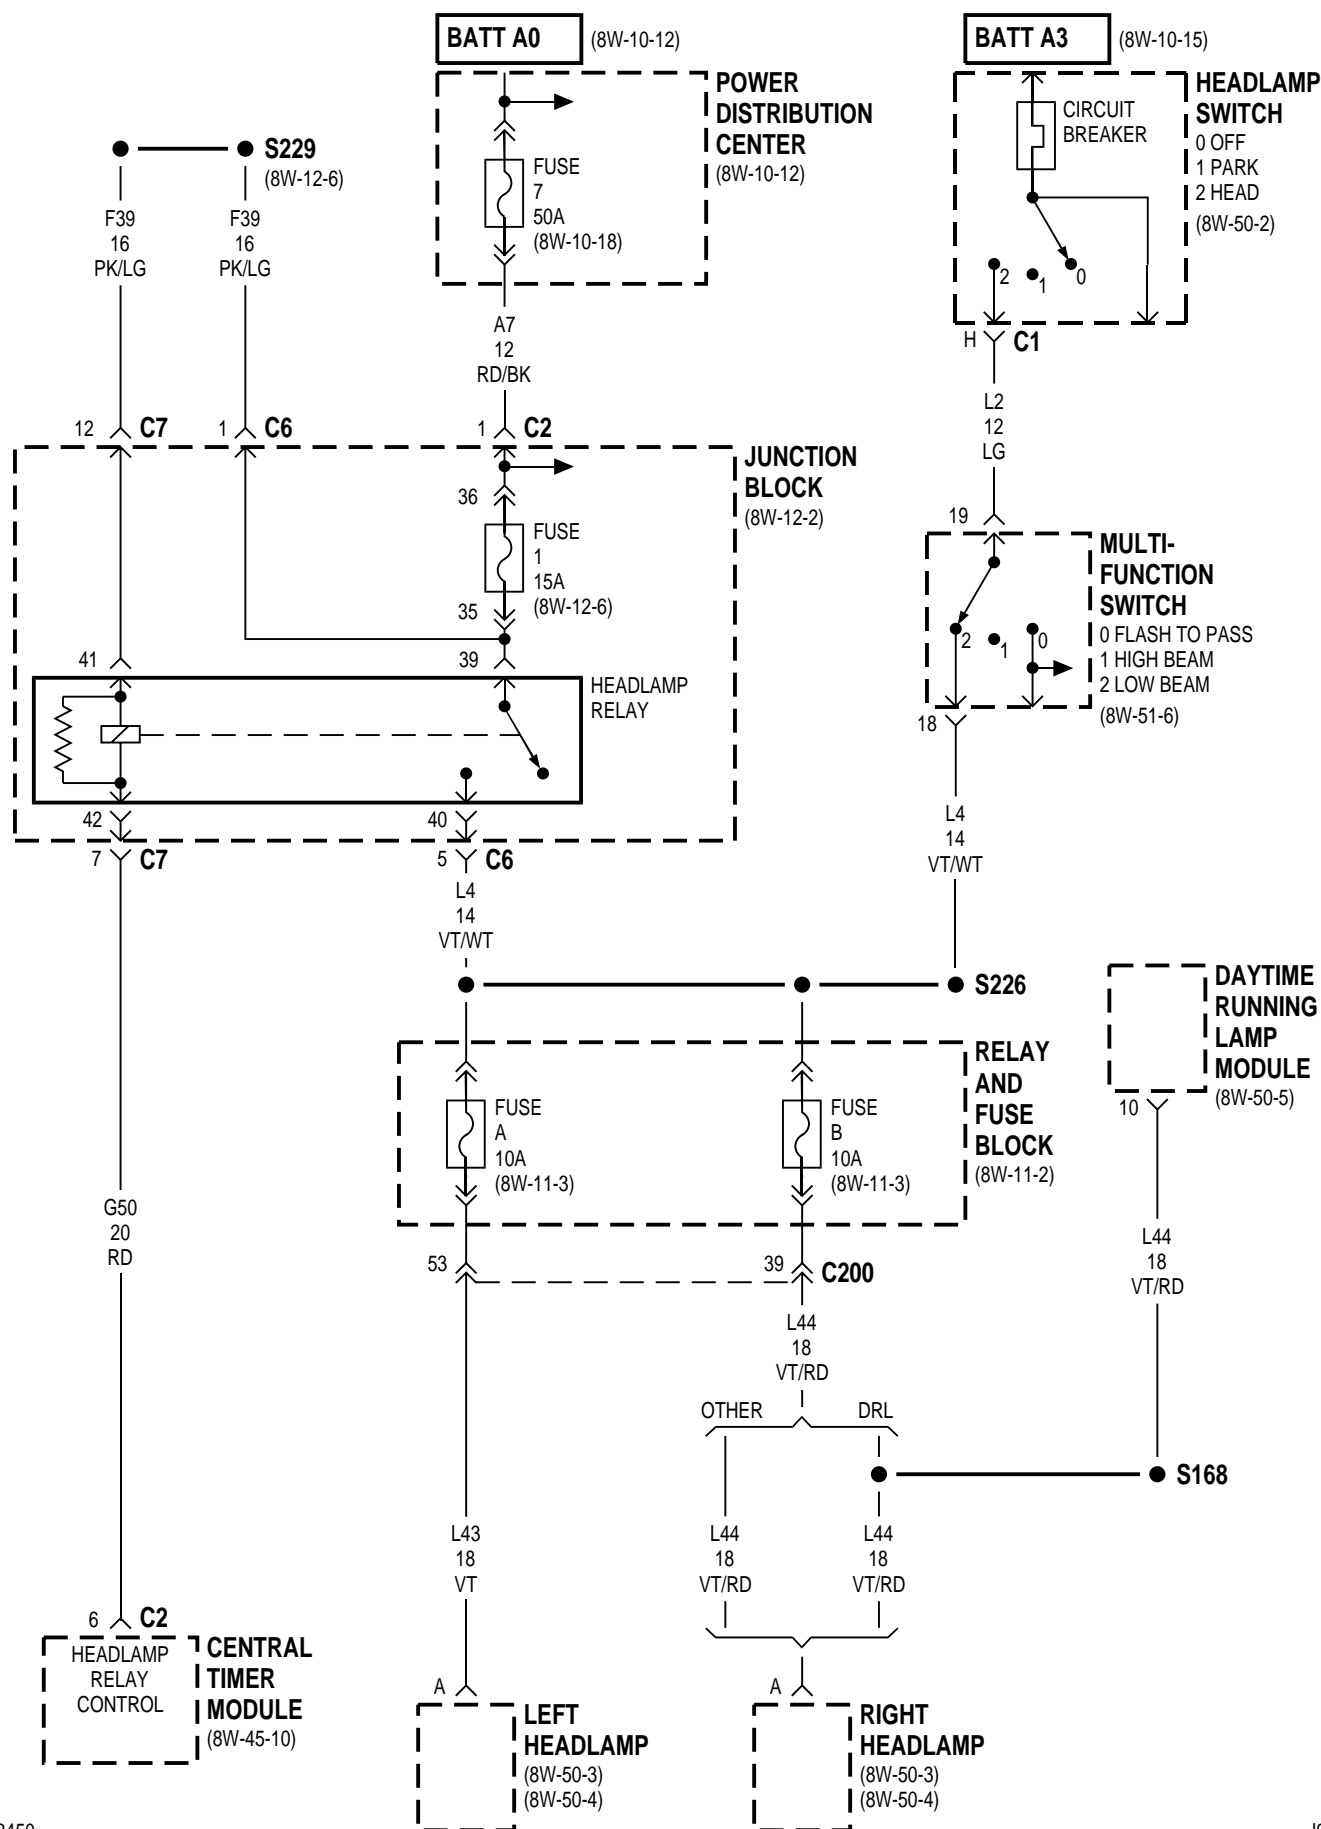 BATT A0 (8W-10-12)
BATT A3 (8W-10-15)
POWER
DISTRIBUTION
CENTER
(8W-10-12)
FUSE
7
50A
(8W-10-18)
CIRCUIT
BREAKER
HEADLAMP
SWITCH
0 OFF
1 PARK
2 HEAD
(8W-50-2)
2
1
0
S229
(8W-12-6)
F39
16
PK/LG
F39
16
PK/LG
A7
12
RD/BK
H C1
L2
12
LG
12 C7
1 C6
1 C2
JUNCTION
BLOCK
(8W-12-2)
36
FUSE
1
15A
(8W-12-6)
35
41
39
HEADLAMP
RELAY
42
40
7 C7
5 C6
19
MULTI-
FUNCTION
SWITCH
0 FLASH TO PASS
1 HIGH BEAM
2 LOW BEAM
(8W-51-6)
2
1
0
18
L4
14
VT/WT
L4
14
VT/WT
S226
DAYTIME
RUNNING
LAMP
MODULE
(8W-50-5)
10
RELAY
AND
FUSE
BLOCK
(8W-11-2)
FUSE
A
10A
(8W-11-3)
FUSE
B
10A
(8W-11-3)
53
39 C200
G50
20
RD
L44
18
VT/RD
L44
18
VT/RD
OTHER
DRL
S168
L43
18
VT
L44
18
VT/RD
L44
18
VT/RD
6 C2
HEADLAMP
RELAY
CONTROL
CENTRAL
TIMER
MODULE
(8W-45-10)
A
LEFT
HEADLAMP
(8W-50-3)
(8W-50-4)
A
RIGHT
HEADLAMP
(8W-50-3)
(8W-50-4)